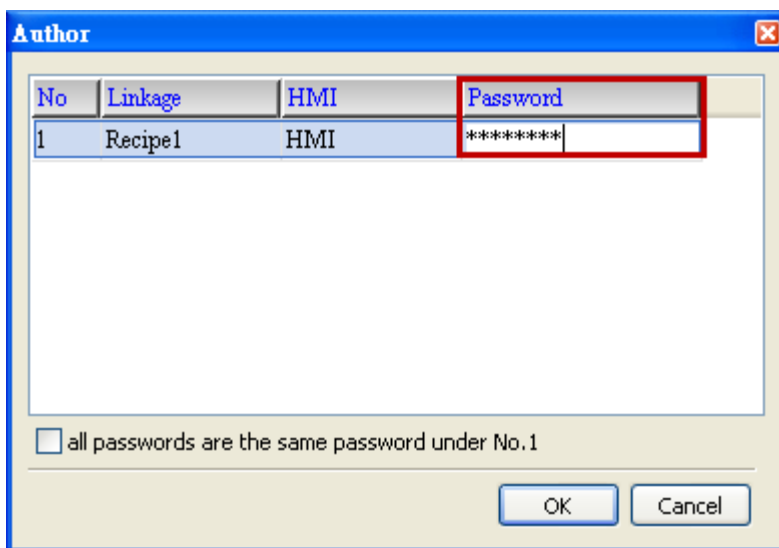 Author
No Linkage HMI Password
1 Recipe1 HMI ********
all passwords are the same password under No.1
OK Cancel